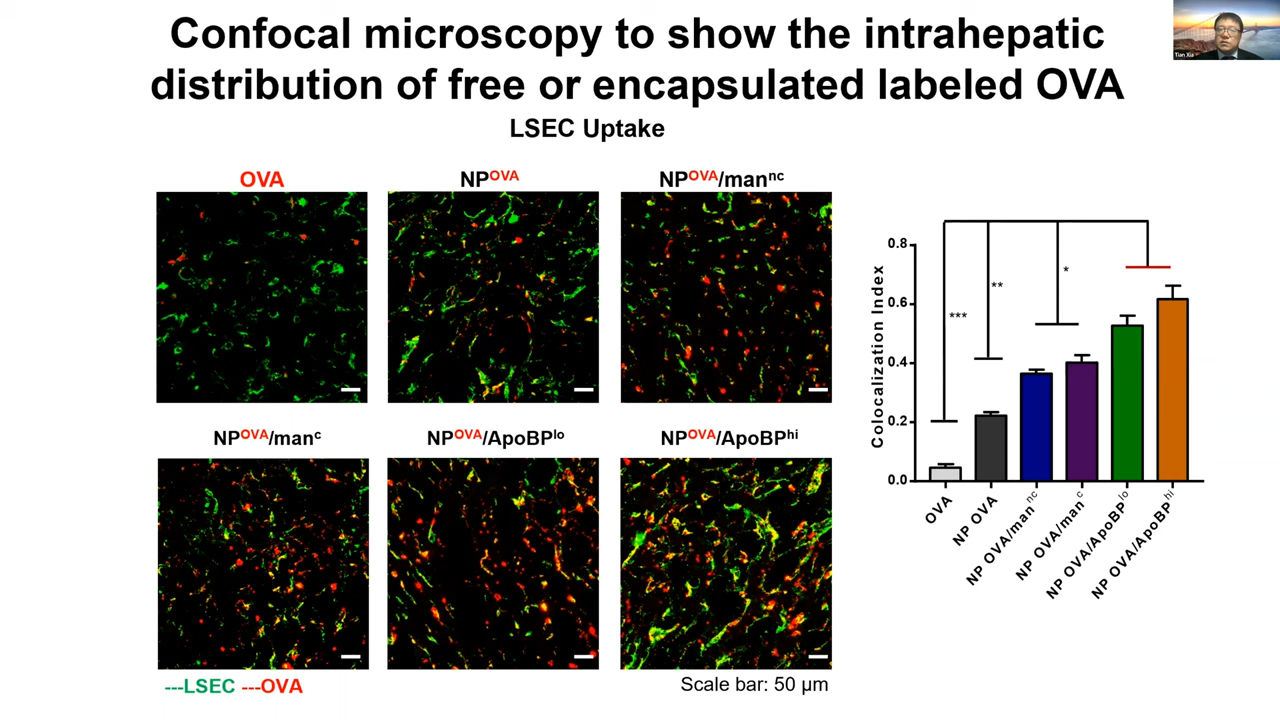 Confocal microscopy to show the intrahepatic
distribution of free or encapsulated labeled OVA
Tian Xia
LSEC Uptake
OVA
NPOVA
NPOVA/mannc
NPOVA/manc
NPOVA/ApoBPlo
NPOVA/ApoBPhi
---LSEC ---OVA
Scale bar: 50 µm
Colocalization Index
0.8
0.6
0.4
0.2
0.0
***
**
*
OVA
NP OVA
NP OVA/mannc
NP OVA/manc
NP OVA/ApoBPlo
NP OVA/ApoBPhi